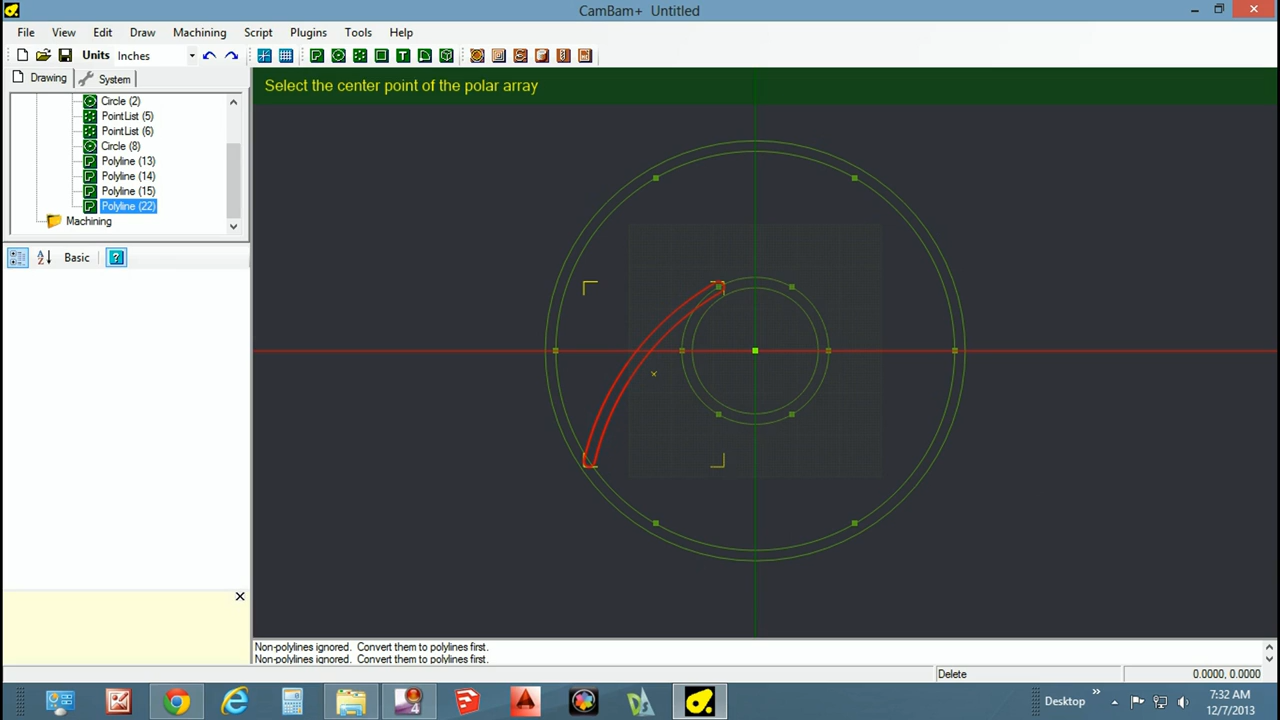 CamBam+ Untitled
File View Edit Draw Machining Script Plugins Tools Help
Units Inches
Drawing System
Select the center point of the polar array
Circle (2)
PointList (5)
PointList (6)
Circle (8)
Polyline (13)
Polyline (14)
Polyline (15)
Polyline (22)
Machining
Basic
Non-polylines ignored. Convert them to polylines first.
Non-polylines ignored. Convert them to polylines first.
Delete 0.0000, 0.0000
Desktop
7:32 AM
12/7/2013